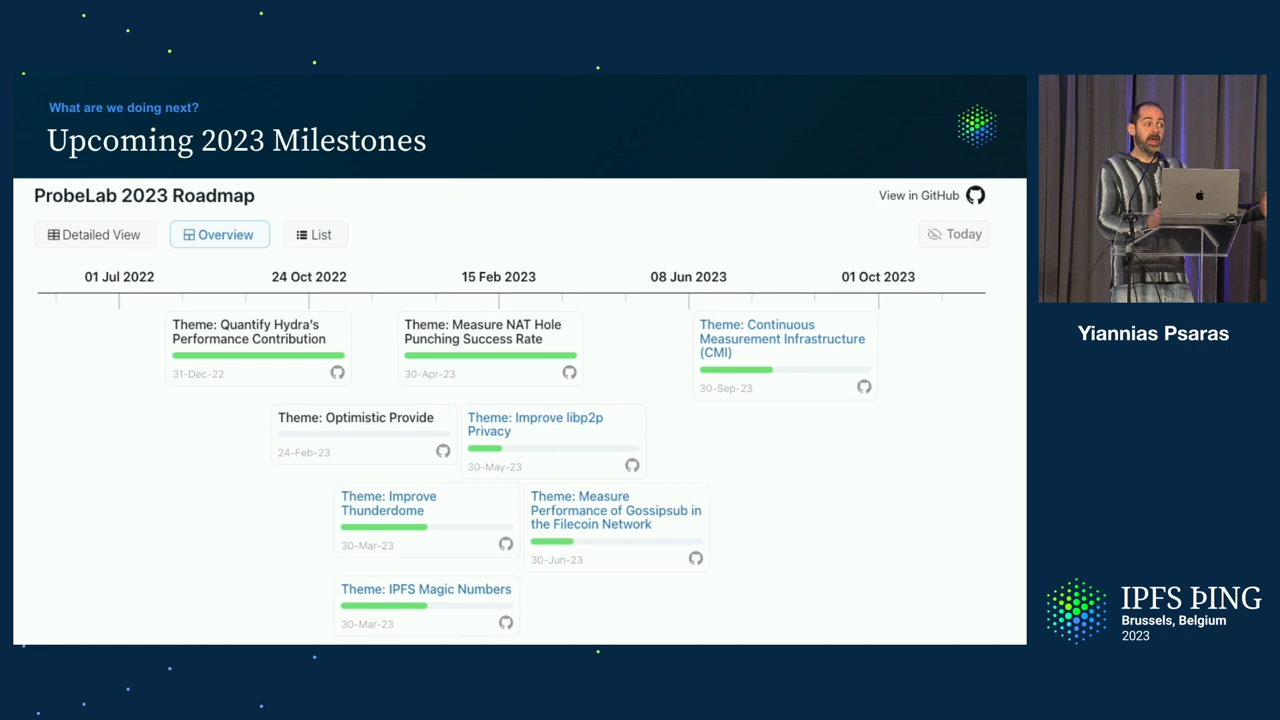 What are we doing next?
Upcoming 2023 Milestones
ProbeLab 2023 Roadmap
View in GitHub
Detailed View
Overview
List
Today
01 Jul 2022
24 Oct 2022
15 Feb 2023
08 Jun 2023
01 Oct 2023
Theme: Quantify Hydra's
Performance Contribution
31-Dec-22
Theme: Measure NAT Hole
Punching Success Rate
30-Apr-23
Theme: Continuous
Measurement Infrastructure
(CMI)
30-Sep-23
Theme: Optimistic Provide
24-Feb-23
Theme: Improve libp2p
Privacy
30-May-23
Theme: Improve
Thunderdome
30-Mar-23
Theme: Measure
Performance of Gossipsub in
the Filecoin Network
30-Jun-23
Theme: IPFS Magic Numbers
30-Mar-23
Yiannias Psaras
IPFS ÞING
Brussels, Belgium
2023